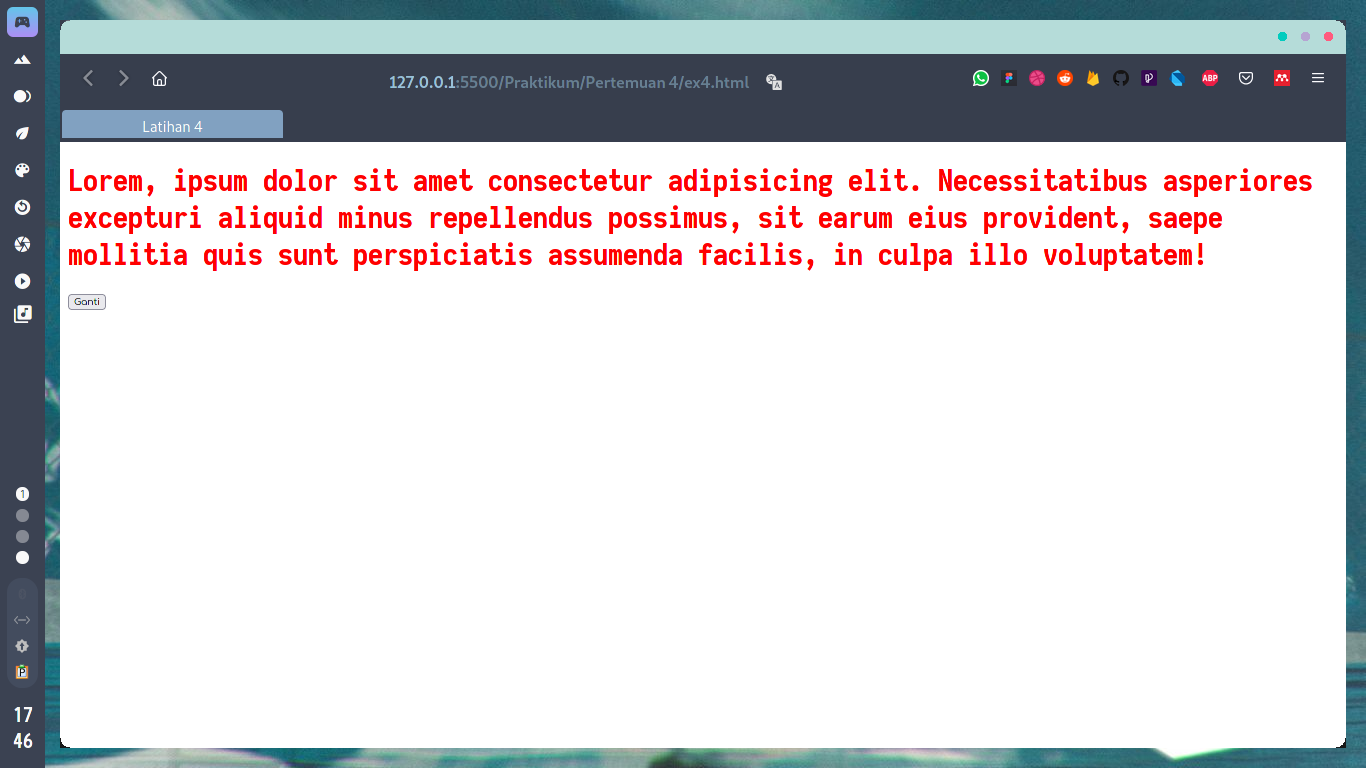 127.0.0.1:5500/Praktikum/Pertemuan 4/ex4.html
ABP
Latihan 4
Lorem, ipsum dolor sit amet consectetur adipisicing elit. Necessitatibus asperiores
excepturi aliquid minus repellendus possimus, sit earum eius provident, saepe
mollitia quis sunt perspiciatis assumenda facilis, in culpa illo voluptatem!
Ganti
1
P
17
46